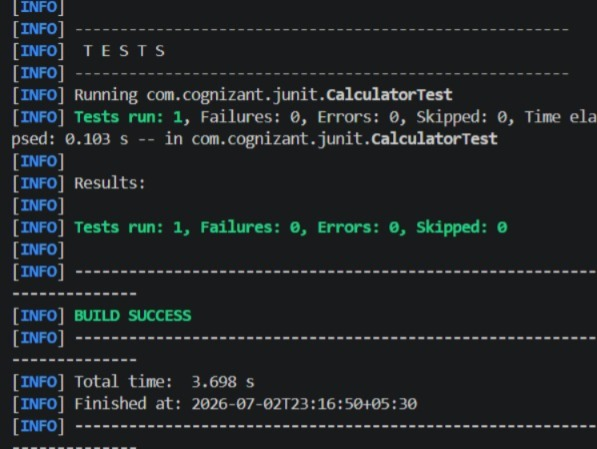 [INFO]
[INFO] -------------------------------------------------------
[INFO]  T E S T S
[INFO] -------------------------------------------------------
[INFO] Running com.cognizant.junit.CalculatorTest
[INFO] Tests run: 1, Failures: 0, Errors: 0, Skipped: 0, Time ela
psed: 0.103 s -- in com.cognizant.junit.CalculatorTest
[INFO]
[INFO] Results:
[INFO]
[INFO] Tests run: 1, Failures: 0, Errors: 0, Skipped: 0
[INFO]
[INFO] ----------------------------------------------------------
--------------
[INFO] BUILD SUCCESS
[INFO] ----------------------------------------------------------
--------------
[INFO] Total time:  3.698 s
[INFO] Finished at: 2026-07-02T23:16:50+05:30
[INFO] ----------------------------------------------------------
--------------